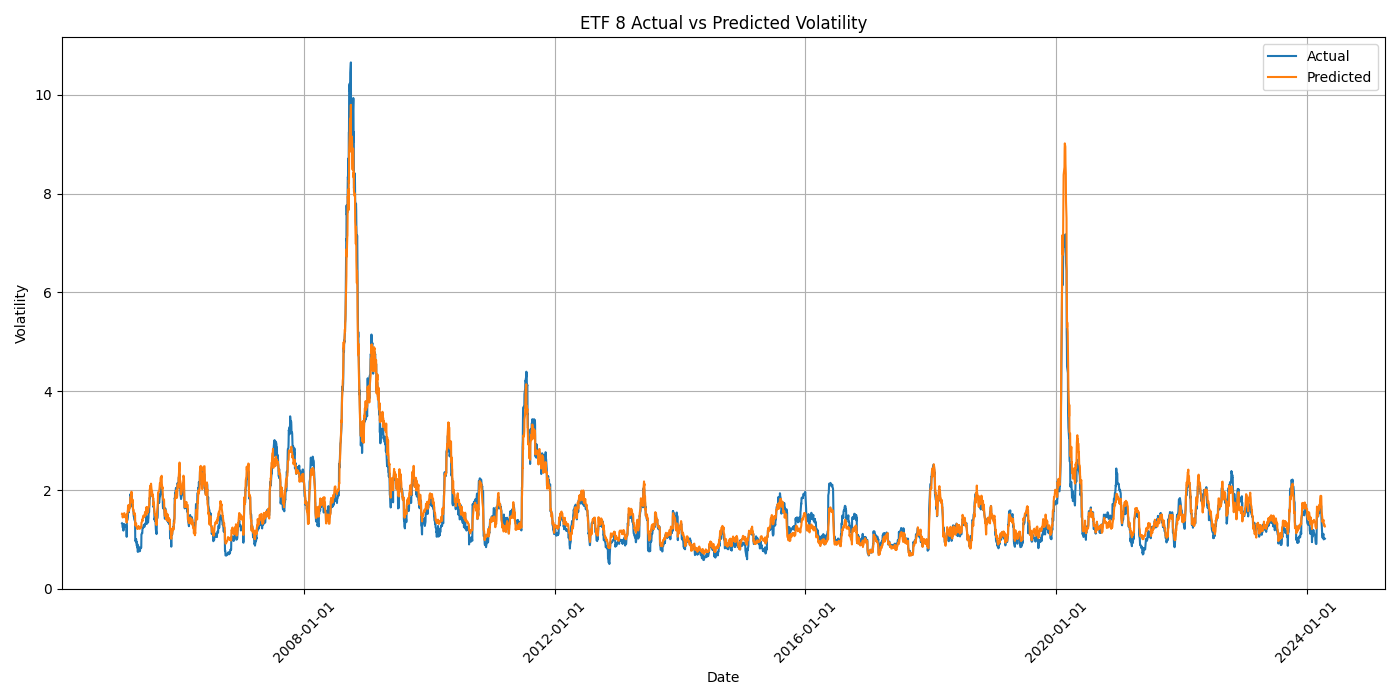 ETF 8 Actual vs Predicted Volatility
Actual
Predicted
10
8
6
4
2
0
Volatility
2008-01-01
2012-01-01
2016-01-01
2020-01-01
2024-01-01
Date